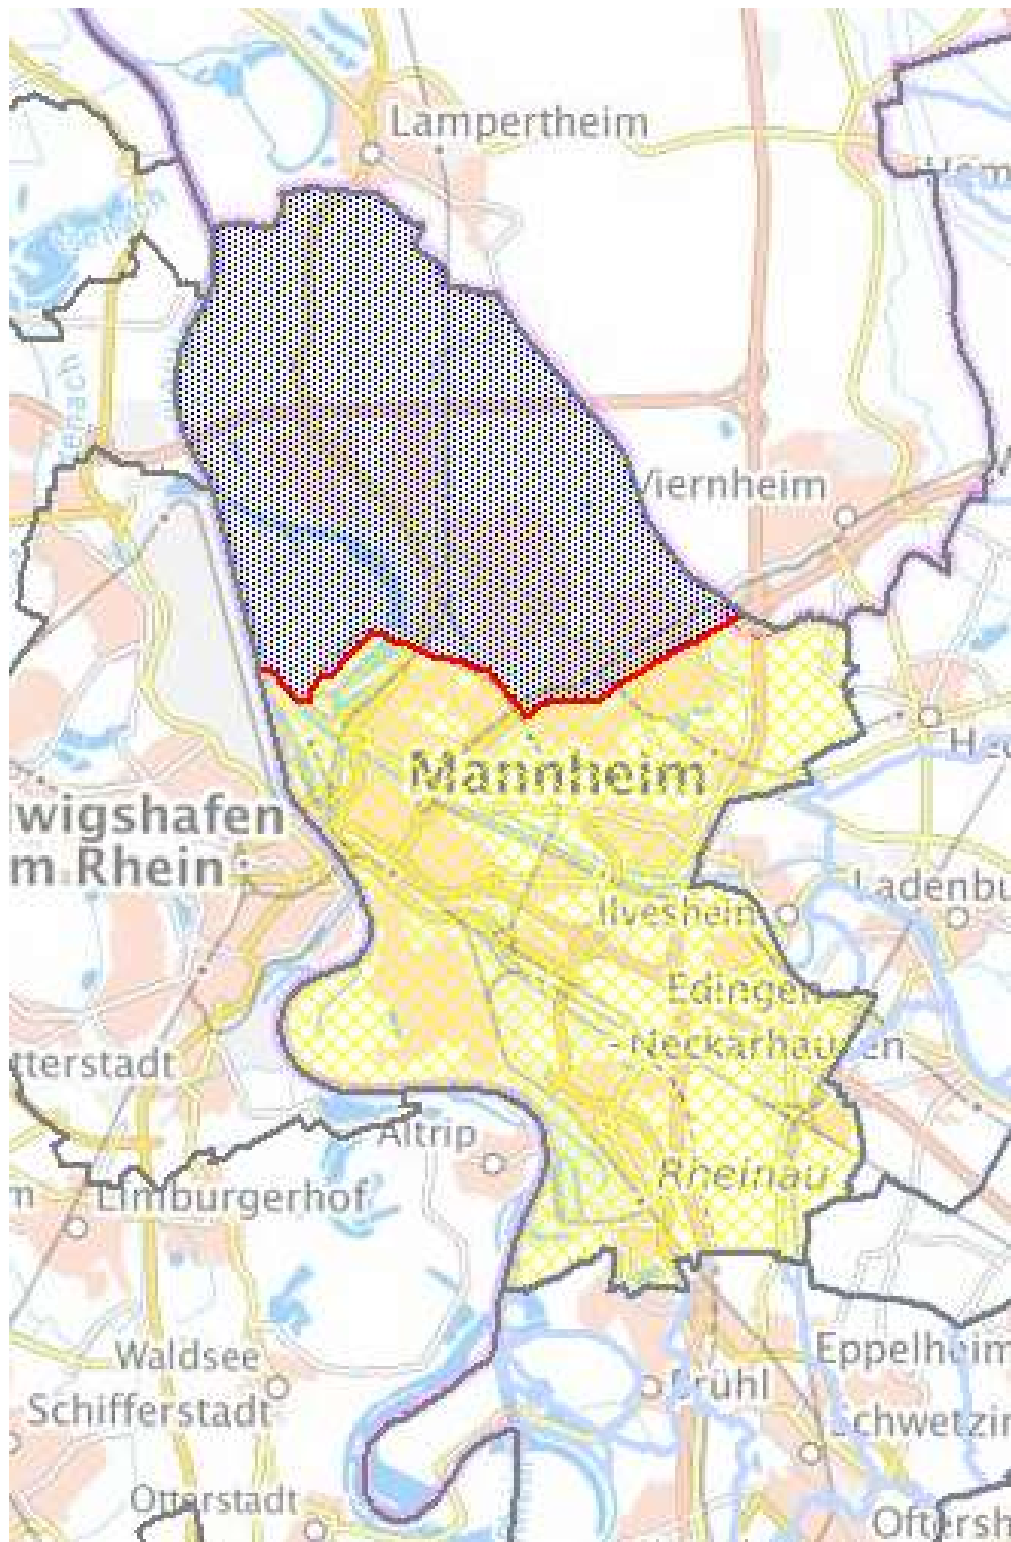 Lampertheim
Viernheim
Mannheim
wigshafen
m Rhein
Ladenbu
Ilvesheim
Edingen
- Neckarhausen
tterstadt
Altrip
Rheinau
m
Limburgerhof
Waldsee
Eppelheim
Brühl
Schifferstadt
chwetzin
Otterstadt
Oftersh